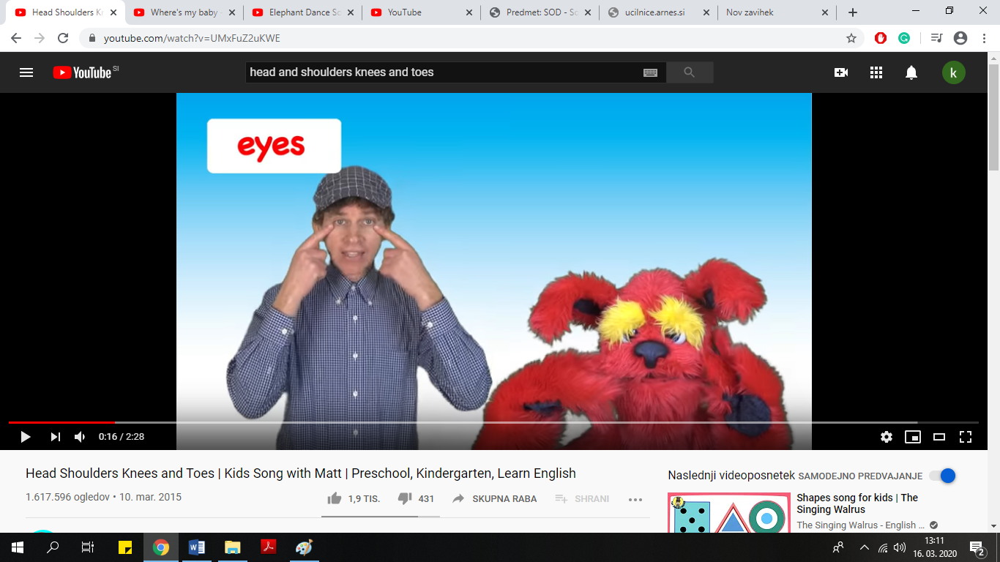 Head Shoulders Kn
Where's my baby
Elephant Dance Sc
YouTube
Predmet: SOD - So
ucilnice.arnes.si
Nov zavihek
youtube.com/watch?v=UMxFuZ2uKWE
YouTube SI
head and shoulders knees and toes
k
eyes
0:16 / 2:28
Head Shoulders Knees and Toes | Kids Song with Matt | Preschool, Kindergarten, Learn English
1.617.596 ogledov • 10. mar. 2015
1,9 TIS.
431
SKUPNA RABA
SHRANI
Naslednji videoposnetek
SAMODEJNO PREDVAJANJE
Shapes song for kids | The
Singing Walrus
The Singing Walrus - English ...
13:11
16. 03. 2020
2